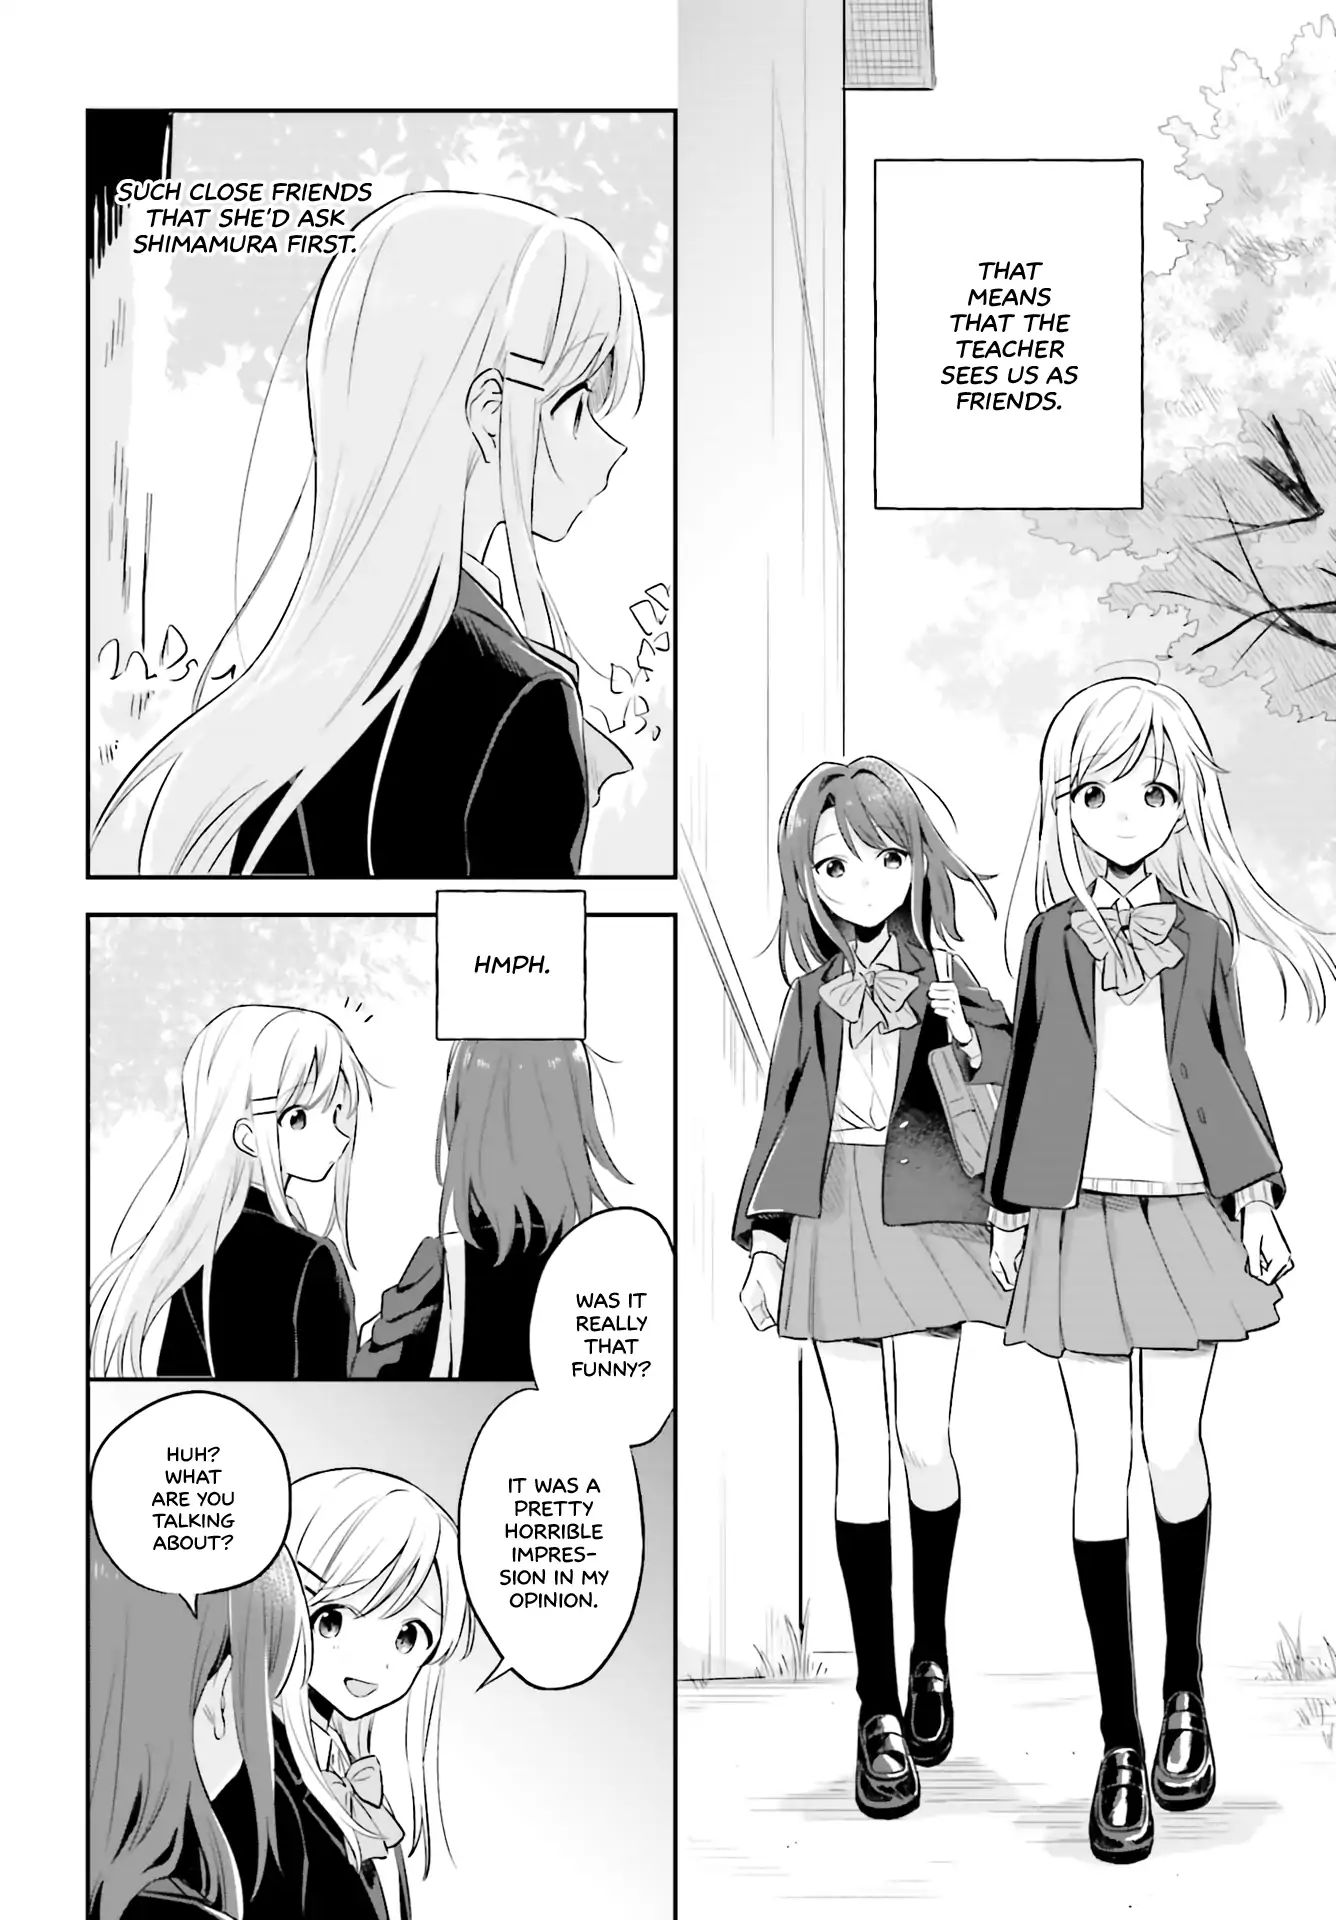 THAT
MEANS
THAT THE
TEACHER
SEES US AS
FRIENDS.
SUCH CLOSE FRIENDS
THAT SHE'D ASK
SHIMAMURA FIRST.
HMPH.
WAS IT
REALLY
THAT
FUNNY?
IT WAS A
PRETTY
HORRIBLE
IMPRES-
SION IN MY
OPINION.
HUH?
WHAT
ARE YOU
TALKING
ABOUT?